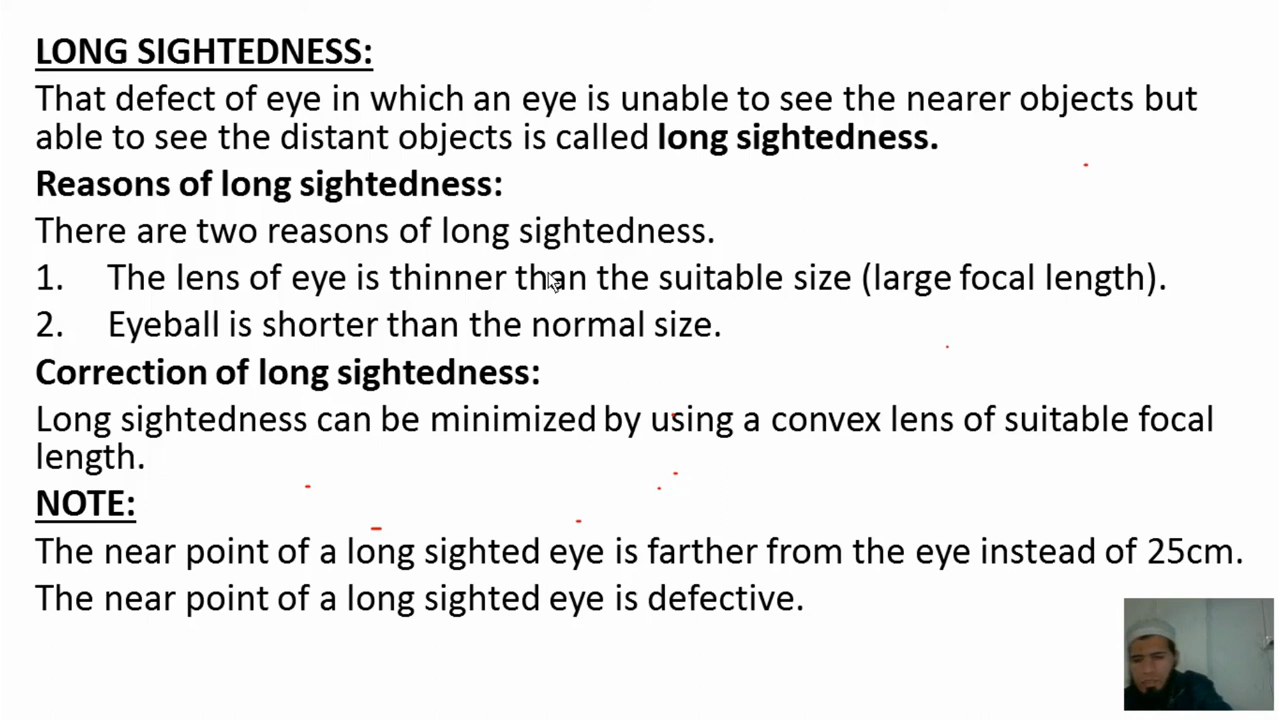 LONG SIGHTEDNESS:
That defect of eye in which an eye is unable to see the nearer objects but
able to see the distant objects is called long sightedness.
Reasons of long sightedness:
There are two reasons of long sightedness.
1. The lens of eye is thinner than the suitable size (large focal length).
2. Eyeball is shorter than the normal size.
Correction of long sightedness:
Long sightedness can be minimized by using a convex lens of suitable focal
length.
NOTE:
The near point of a long sighted eye is farther from the eye instead of 25cm.
The near point of a long sighted eye is defective.